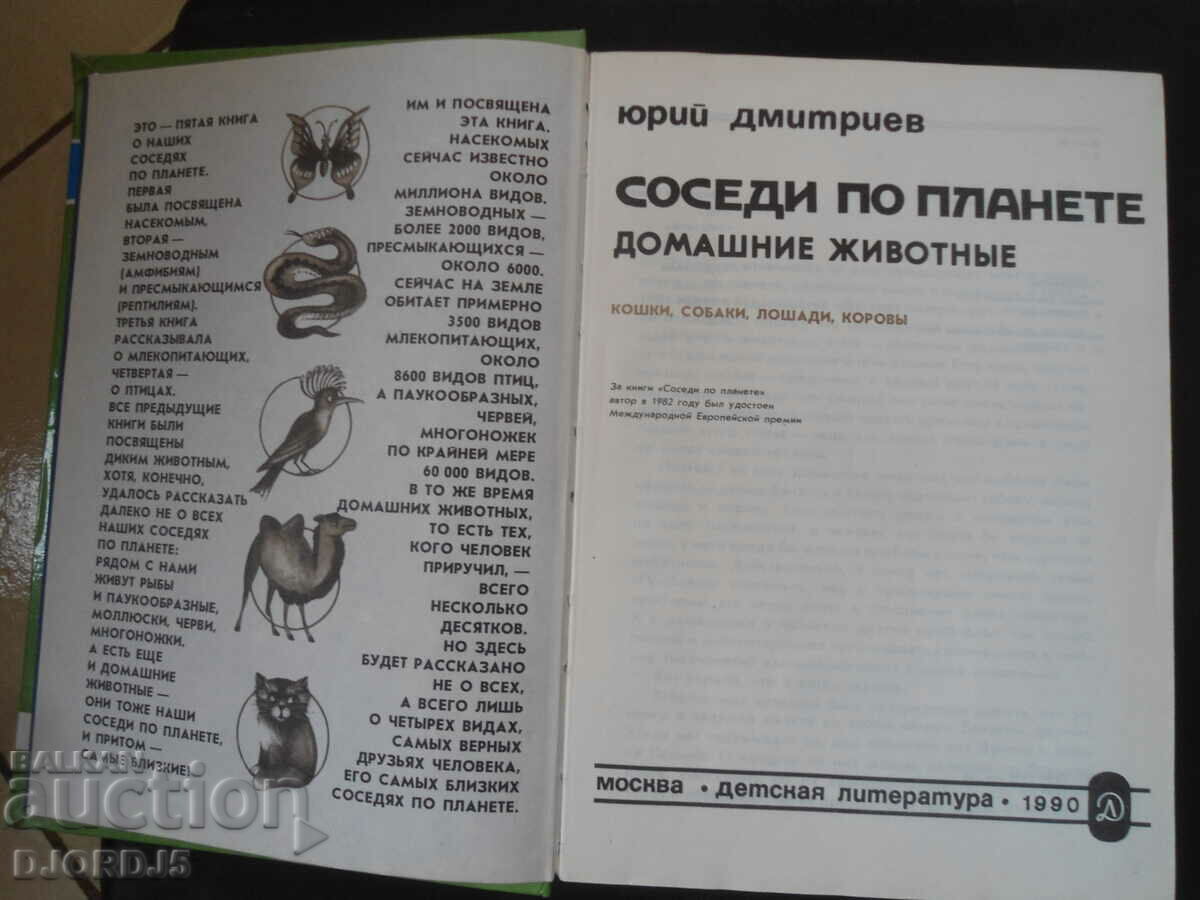 ЭТО — ПЯТАЯ КНИГА
О НАШИХ
СОСЕДЯХ
ПО ПЛАНЕТЕ.
ПЕРВАЯ
БЫЛА ПОСВЯЩЕНА
НАСЕКОМЫМ,
ВТОРАЯ —
ЗЕМНОВОДНЫМ
(АМФИБИЯМ)
И ПРЕСМЫКАЮЩИМСЯ
(РЕПТИЛИЯМ).
ТРЕТЬЯ КНИГА
РАССКАЗЫВАЛА
О МЛЕКОПИТАЮЩИХ,
ЧЕТВЕРТАЯ —
О ПТИЦАХ.
ВСЕ ПРЕДЫДУЩИЕ
КНИГИ БЫЛИ
ПОСВЯЩЕНЫ
ДИКИМ ЖИВОТНЫМ,
ХОТЯ, КОНЕЧНО,
УДАЛОСЬ РАССКАЗАТЬ
ДАЛЕКО НЕ О ВСЕХ
НАШИХ СОСЕДЯХ
ПО ПЛАНЕТЕ:
РЯДОМ С НАМИ
ЖИВУТ РЫБЫ
И ПАУКООБРАЗНЫЕ,
МОЛЛЮСКИ, ЧЕРВИ,
МНОГОНОЖКИ.
А ЕСТЬ ЕЩЕ
И ДОМАШНИЕ
ЖИВОТНЫЕ —
ОНИ ТОЖЕ НАШИ
СОСЕДИ ПО ПЛАНЕТЕ,
И ПРИТОМ —
САМЫЕ БЛИЗКИЕ!
ИМ И ПОСВЯЩЕНА
ЭТА КНИГА.
НАСЕКОМЫХ
СЕЙЧАС ИЗВЕСТНО
ОКОЛО
МИЛЛИОНА ВИДОВ.
ЗЕМНОВОДНЫХ —
БОЛЕЕ 2000 ВИДОВ,
ПРЕСМЫКАЮЩИХСЯ —
ОКОЛО 6000.
СЕЙЧАС НА ЗЕМЛЕ
ОБИТАЕТ ПРИМЕРНО
3500 ВИДОВ
МЛЕКОПИТАЮЩИХ,
ОКОЛО
8600 ВИДОВ ПТИЦ,
А ПАУКООБРАЗНЫХ,
ЧЕРВЕЙ,
МНОГОНОЖЕК
ПО КРАЙНЕЙ МЕРЕ
60 000 ВИДОВ.
В ТО ЖЕ ВРЕМЯ
ДОМАШНИХ ЖИВОТНЫХ,
ТО ЕСТЬ ТЕХ,
КОГО ЧЕЛОВЕК
ПРИРУЧИЛ, —
ВСЕГО
НЕСКОЛЬКО
ДЕСЯТКОВ.
НО ЗДЕСЬ
БУДЕТ РАССКАЗАНО
НЕ О ВСЕХ,
А ВСЕГО ЛИШЬ
О ЧЕТЫРЕХ ВИДАХ,
САМЫХ ВЕРНЫХ
ДРУЗЬЯХ ЧЕЛОВЕКА,
ЕГО САМЫХ БЛИЗКИХ
СОСЕДЯХ ПО ПЛАНЕТЕ.
ЮРИЙ ДМИТРИЕВ
СОСЕДИ ПО ПЛАНЕТЕ
ДОМАШНИЕ ЖИВОТНЫЕ
КОШКИ, СОБАКИ, ЛОШАДИ, КОРОВЫ
За книги «Соседи по планете»
автор в 1982 году был удостоен
Международной Европейской премии
МОСКВА • ДЕТСКАЯ ЛИТЕРАТУРА • 1990
BALKAN
auction
DJORDJ5